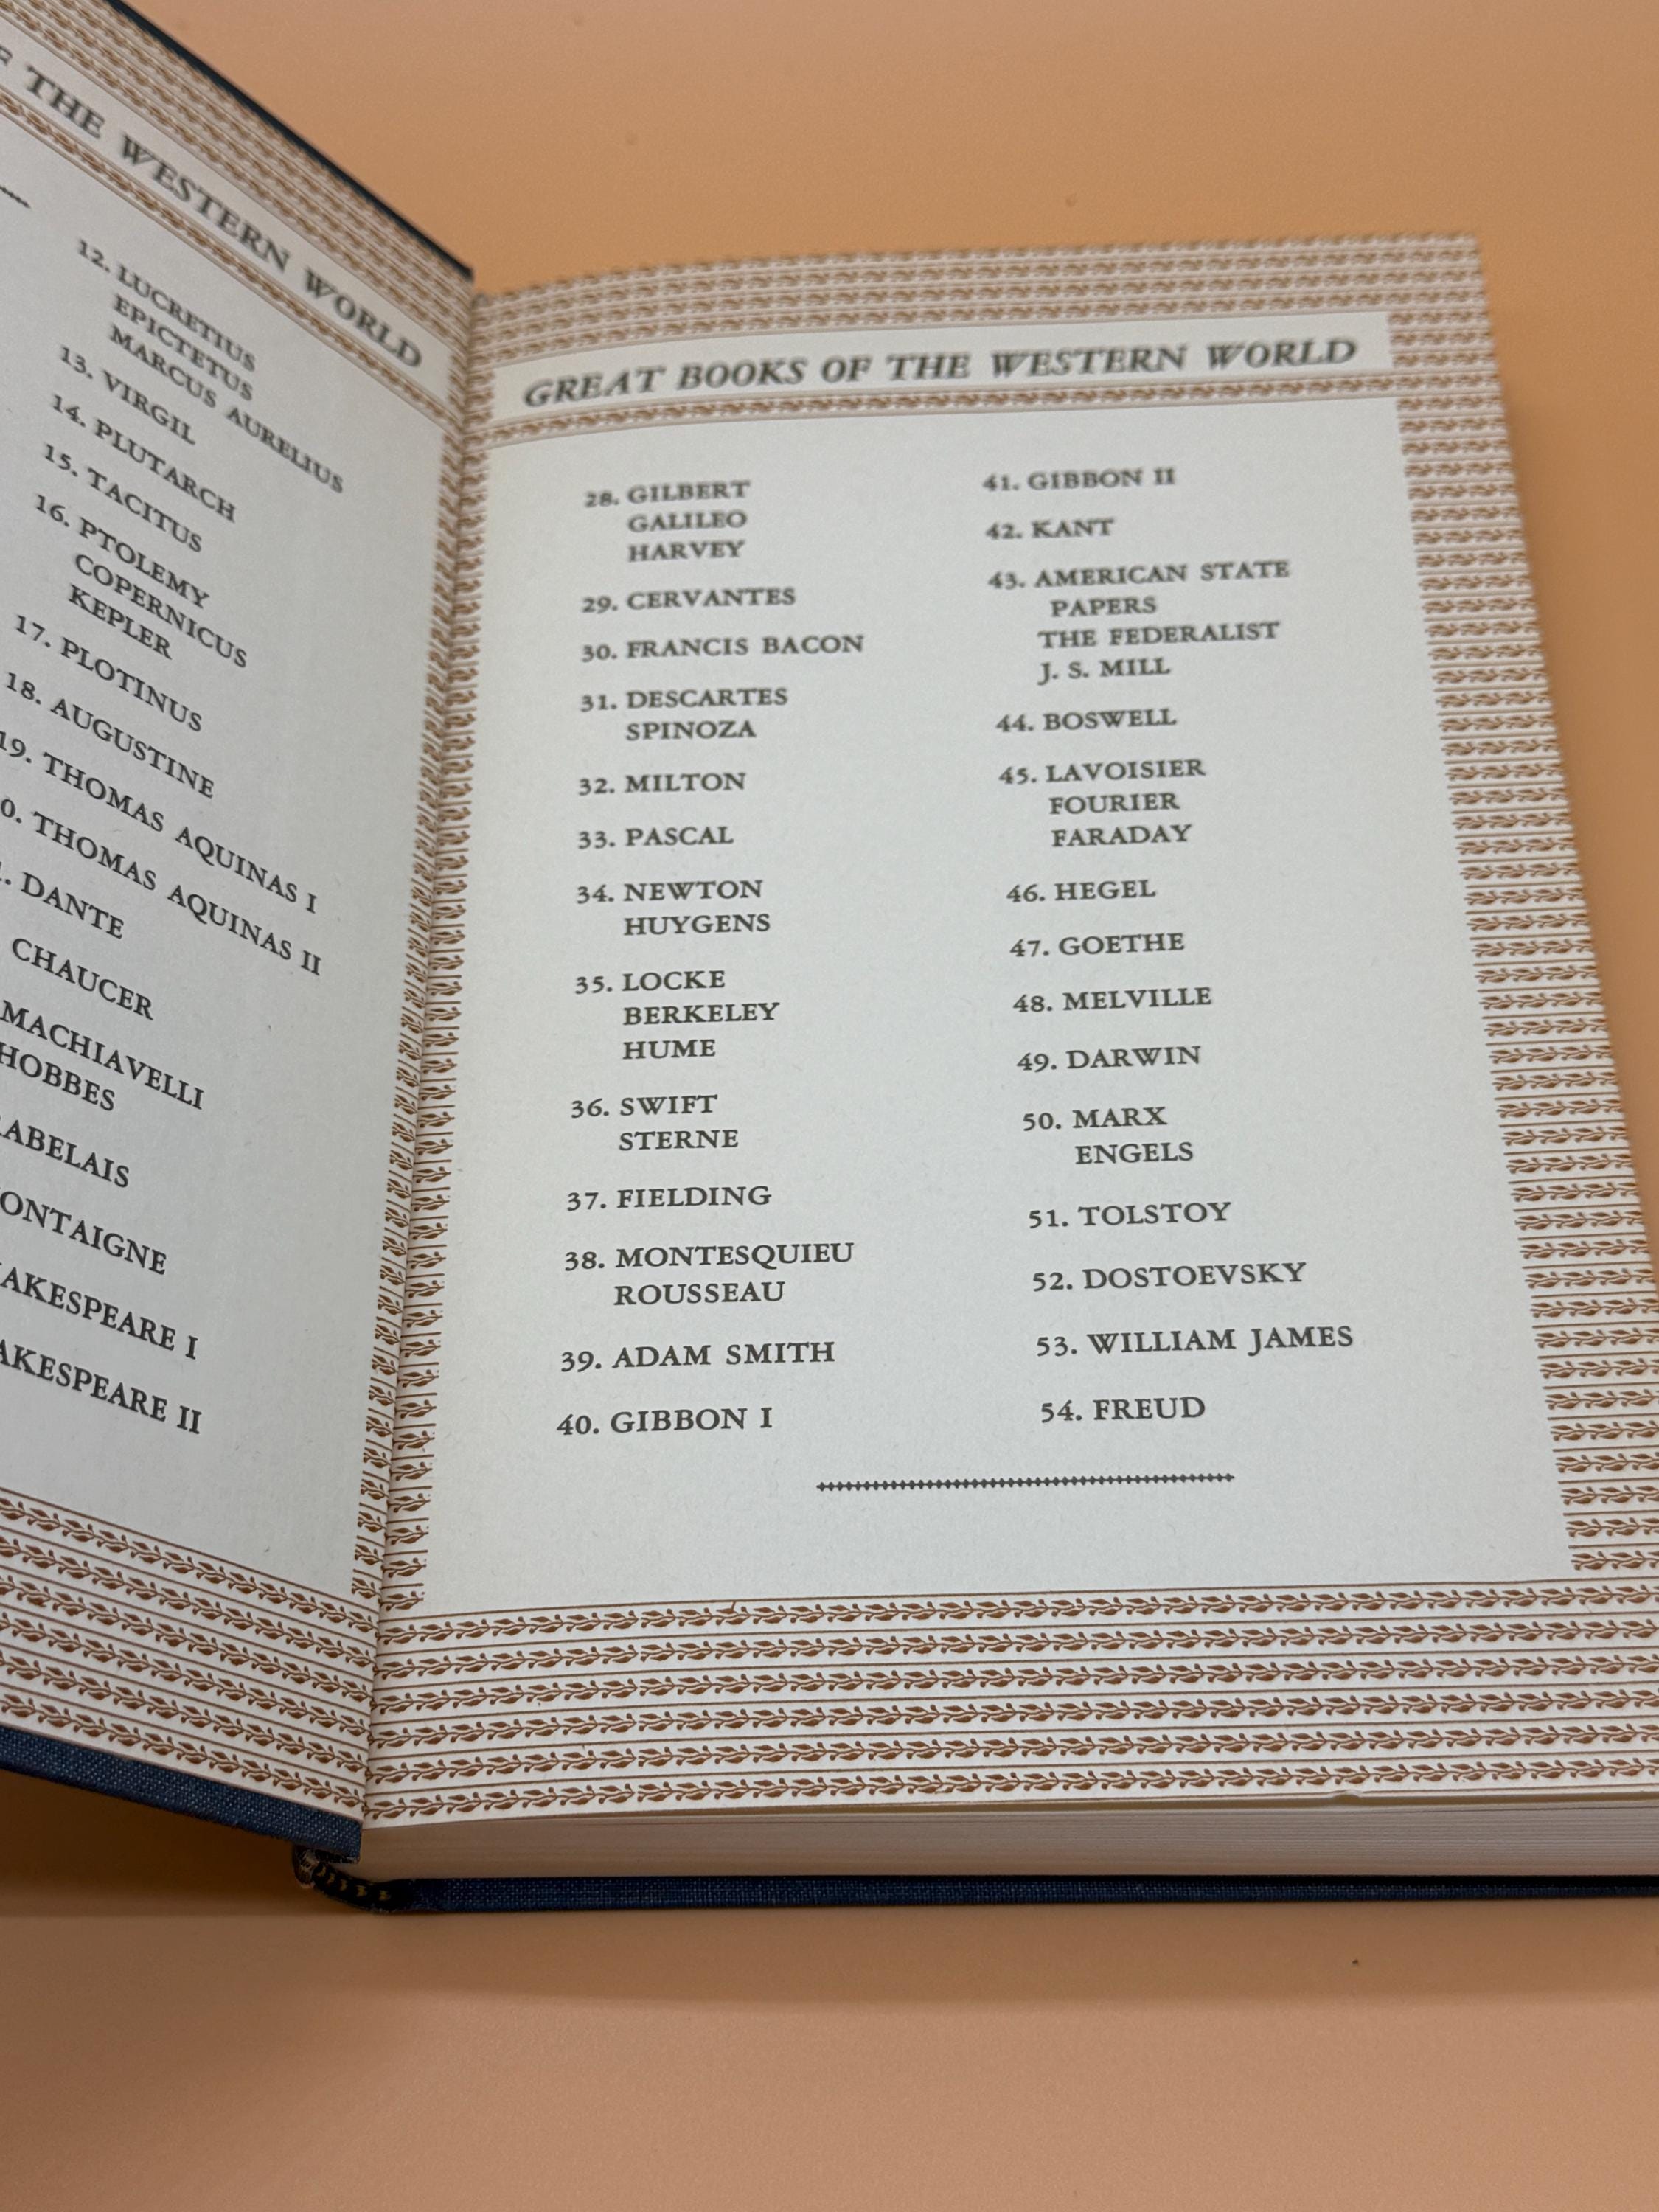 THE WESTERN WORLD
12. LUCRETIUS
EPICTETUS
MARCUS AURELIUS
13. VIRGIL
14. PLUTARCH
15. TACITUS
16. PTOLEMY
COPERNICUS
KEPLER
17. PLOTINUS
18. AUGUSTINE
19. THOMAS AQUINAS I
0. THOMAS AQUINAS II
. DANTE
CHAUCER
MACHIAVELLI
HOBBES
ABELAIS
ONTAIGNE
AKESPEARE I
AKESPEARE II
GREAT BOOKS OF THE WESTERN WORLD
28. GILBERT
GALILEO
HARVEY
29. CERVANTES
30. FRANCIS BACON
31. DESCARTES
SPINOZA
32. MILTON
33. PASCAL
34. NEWTON
HUYGENS
35. LOCKE
BERKELEY
HUME
36. SWIFT
STERNE
37. FIELDING
38. MONTESQUIEU
ROUSSEAU
39. ADAM SMITH
40. GIBBON I
41. GIBBON II
42. KANT
43. AMERICAN STATE
PAPERS
THE FEDERALIST
J. S. MILL
44. BOSWELL
45. LAVOISIER
FOURIER
FARADAY
46. HEGEL
47. GOETHE
48. MELVILLE
49. DARWIN
50. MARX
ENGELS
51. TOLSTOY
52. DOSTOEVSKY
53. WILLIAM JAMES
54. FREUD